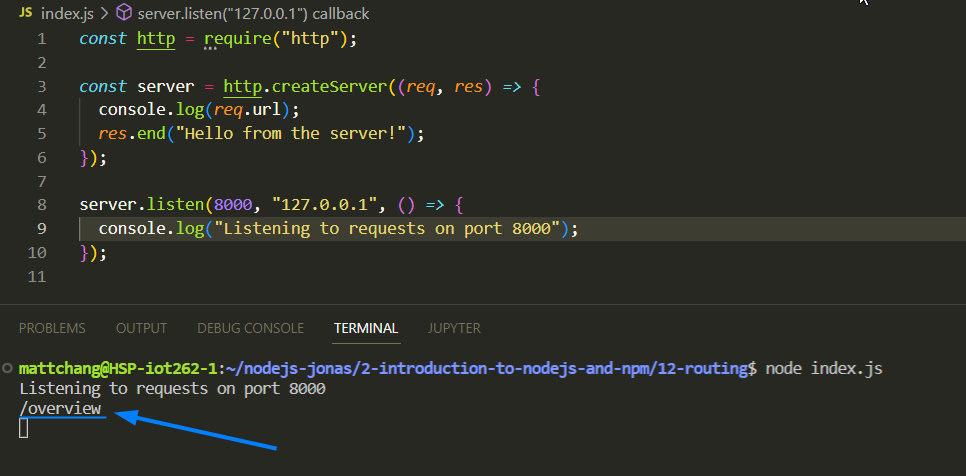 JS index.js > server.listen("127.0.0.1") callback
1 const http = require("http");
2
3 const server = http.createServer((req, res) => {
4 console.log(req.url);
5 res.end("Hello from the server!");
6 });
7
8 server.listen(8000, "127.0.0.1", () => {
9 console.log("Listening to requests on port 8000");
10 });
11
PROBLEMS OUTPUT DEBUG CONSOLE TERMINAL JUPYTER
mattchang@HSP-iot262-1:~/nodejs-jonas/2-introduction-to-nodejs-and-npm/12-routing$ node index.js
Listening to requests on port 8000
/overview